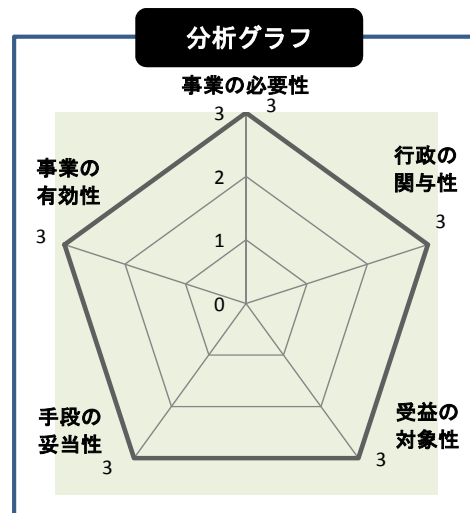 分析グラフ
事業の必要性
3
3
行政の
関与性
3
事業の
有効性
3
2
1
0
受益の
対象性
3
手段の
妥当性
3